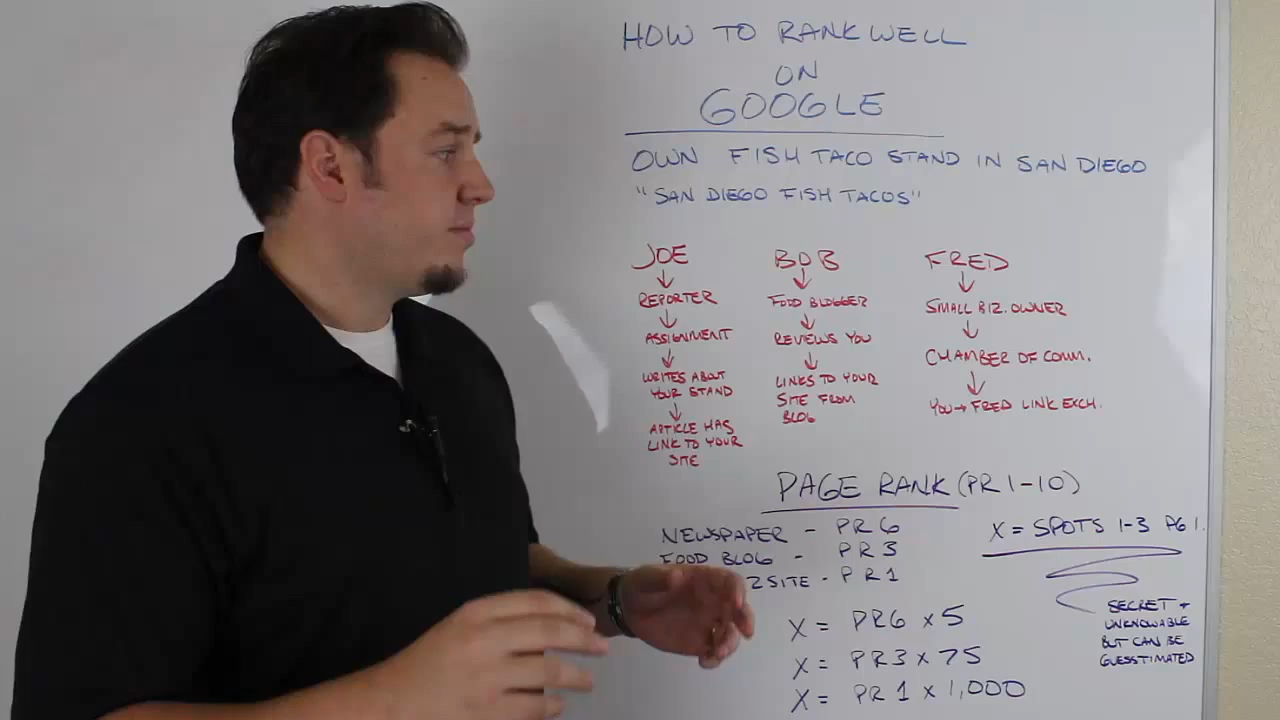 HOW TO RANK WELL
ON
GOOGLE
OWN FISH TACO STAND IN SAN DIEGO
"SAN DIEGO FISH TACOS"
JOE
↓
REPORTER
↓
ASSIGNMENT
↓
WRITES ABOUT
YOUR STAND
↓
ARTICLE HAS
LINK TO YOUR
SITE
BOB
↓
FOOD BLOGGER
↓
REVIEWS YOU
↓
LINKS TO YOUR
SITE FROM
BLOG
FRED
↓
SMALL BIZ. OWNER
↓
CHAMBER OF COMM.
↓
YOU → FRED LINK EXCH.
PAGE RANK (PR 1-10)
NEWSPAPER - PR 6
FOOD BLOG - PR 3
SITE - PR 1
X = PR6 x 5
X = PR3 x 75
X = PR 1 x 1,000
X = SPOTS 1-3 PG 1.
SECRET +
UNKNOWABLE
BUT CAN BE
GUESSTIMATED